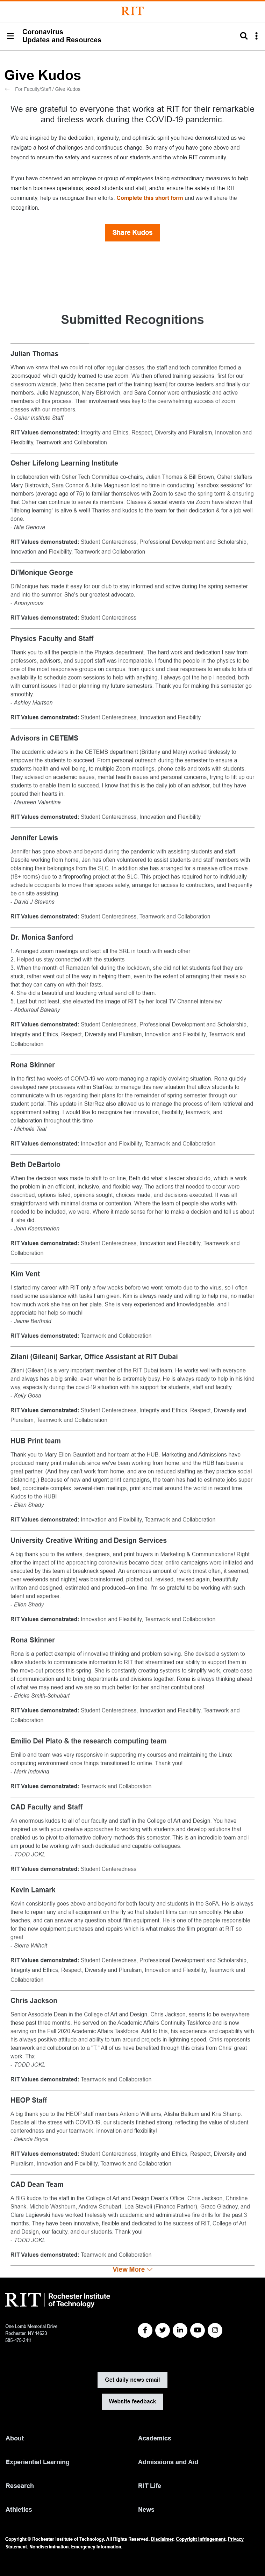 RIT
Coronavirus
Updates and Resources
Give Kudos
← For Faculty/Staff / Give Kudos
We are grateful to everyone that works at RIT for their remarkable
and tireless work during the COVID-19 pandemic.
We are inspired by the dedication, ingenuity, and optimistic spirit you have demonstrated as we
navigate a host of challenges and continuous change. So many of you have gone above and
beyond to ensure the safety and success of our students and the whole RIT community.
If you have observed an employee or group of employees taking extraordinary measures to help
maintain business operations, assist students and staff, and/or ensure the safety of the RIT
community, help us recognize their efforts. Complete this short form and we will share the
recognition.
Share Kudos
Submitted Recognitions
Julian Thomas
When we knew that we could not offer regular classes, the staff and tech committee formed a
'zoomsquad' which quickly learned to use zoom. We then offered small interest groups, first for our
classroom wizards, [who then became part of the training team] for course leaders and finally our
members. Julie Magnusson, Mary Bistrovich, and Sara Connor were enthusiastic and active
members of this process. Their involvement was key to the overwhelming success of zoom
classes with our members.
- Osher Institute Staff
RIT Values demonstrated: Integrity and Ethics, Respect, Diversity and Pluralism, Innovation and
Flexibility, Teamwork and Collaboration
Osher Lifelong Learning Institute
In collaboration with Osher Tech Committee co-chairs, Julian Thomas & Bill Brown, Osher staffers
Mary Bistrovich, Sara Connor & Julie Magnuson lost no time in conducting "sandbox sessions" for
members (average age of 75) to familiarize themselves with Zoom to save the spring term & ensuring
that Osher can continue to serve its members. Classes & social events via Zoom have meant that
"lifelong learning" is alive & well! Thanks and kudos to the team for their dedication & for a job well
done.
- Nita Genova
RIT Values demonstrated: Student Centeredness, Professional Development and Scholarship,
Innovation and Flexibility, Teamwork and Collaboration
Di'Monique George
Di'Monique has made it easy for our club to stay informed and active during the spring semester
and into the summer. She's our greatest advocate.
- Anonymous
RIT Values demonstrated: Student Centeredness
Physics Faculty and Staff
Thank you to all the people in the Physics department. The hard work and dedication I saw from
professors, advisors, and support staff was incomparable. I found the people in the physics to be
one of the most responsive groups on campus, from quick and clear responses to emails to nearly daily
availability to schedule zoom sessions to help with anything. I always got the help I needed, both
with current issues I had or planning my future semesters. Thank you for making this semester go
smoothly.
- Ashley Martsen
RIT Values demonstrated: Student Centeredness, Innovation and Flexibility
Advisors in CETEMS
The academic advisors in the CETEMS department (Brittany and Mary) worked tirelessly to
empower the students to succeed. From personal outreach during the semester to ensure
students health and well being, to multiple Zoom meetings, phone calls and back and forth texts.
They advised on academic issues, mental health issues and personal concerns, trying to lift up our
students to enable them to succeed. I know that this is the daily job of an advisor, but they have
poured their hearts in.
- Maureen Valentine
RIT Values demonstrated: Student Centeredness, Innovation and Flexibility
Jennifer Lewis
Jennifer has gone above and beyond during the pandemic with assisting students and staff.
Despite working from home, Jen has often volunteered to assist students and staff members with
obtaining their belongings from the SLC. In addition, she has arranged for a massive office move
(18+ rooms) due to a fireproofing project at the SLC. This project has required her to individually
schedule occupants to move their spaces safely, arrange for access to contractors, and frequently
be on site assisting.
- David J Stevens
RIT Values demonstrated: Student Centeredness, Teamwork and Collaboration
Dr. Monica Sanford
1. Arranged zoom meetings and kept all the SRL in touch with each other
2. Helped us stay connected with the students.
3. When the month of Ramadan fell during the lockdown, she did not let students feel they are
stuck, rather we ended up helping them, even to the extent of arranging their meals so
that they can carry on with their fasts.
4. She did a beautiful and touching virtual send off to them.
5. Last but not least, she elevated the image of RIT by her local TV Channel interview
- Abdurrauf Bawany
RIT Values demonstrated: Student Centeredness, Professional Development and Scholarship,
Integrity and Ethics, Respect, Diversity and Pluralism, Innovation and Flexibility, Teamwork and
Collaboration
Rona Skinner
In the first two weeks of COVID-19 we were managing a rapidly evolving situation. Rona quickly
developed new processes within StarRez to manage this surge that allow students to
communicate with us regarding their plans for the remainder of spring semester through our
student portal. This update in StarRez also allowed us to manage the process of item retrieval and
appointment setting. I would like to recognize her innovation, flexibility, teamwork, and
collaboration throughout this time
- Michelle Teal
RIT Values demonstrated: Innovation and Flexibility, Teamwork and Collaboration
Beth DeBartolo
When the decision was made to shift to on line, Beth did what a leader should do, which is to solve
the problem in an efficient, inclusive, and flexible way. The actions that needed to occur were
described, options listed, opinions sought, choices made, and decisions executed. It was all
straightforward with minimal drama or contention. Where the team of people she works with
needed to be included, we were. Where it made sense for her to make a decision and tell us about
it, she did.
- John Kaemmerlen
RIT Values demonstrated: Student Centeredness, Innovation and Flexibility, Teamwork and
Collaboration
Kim Vent
I started my career with RIT only a few weeks before we went remote due to the virus, so I often
need some assistance with tasks I am given. Kim is always ready and willing to help me, no matter
how much work she has on her plate. She is very experienced and knowledgeable, and I
appreciate her help so much!
- Jaime Berthold
RIT Values demonstrated: Teamwork and Collaboration
Zilani (Gileani) Sarkar, Office Assistant at RIT Dubai
Zilani (Gileani) is a very important member of the RIT Dubai team. He works well with everyone
and always has a big smile, even when he is extremely busy. He is always ready to help in his kind
way, especially during the covid-19 situation with his support for students, staff and faculty.
- Kelly Gosa
RIT Values demonstrated: Student Centeredness, Integrity and Ethics, Respect, Diversity and
Pluralism, Teamwork and Collaboration
HUB Print team
Thank you to Mary Ellen Gauntlett and her team at the HUB. Marketing and Admissions have
produced many print materials since we've been working from home, and the HUB has been a
great partner. (And they can't work from home, and are on reduced staffing as they practice social
distancing.) Because of new and urgent print campaigns, the team has had to estimate jobs super
fast, coordinate complex, several-item mailings, print and mail around the world in record time.
Kudos to the HUB!
- Ellen Shady
RIT Values demonstrated: Innovation and Flexibility, Teamwork and Collaboration
University Creative Writing and Design Services
A big thank you to the writers, designers, and print buyers in Marketing & Communications! Right
after the impact of the approaching coronavirus became clear, entire campaigns were initiated and
executed by this team at breakneck speed. An enormous amount of work (most often, it seemed,
over weekends and nights) was brainstormed, plotted out, revised, revised again, beautifully
written and designed, estimated and produced--on time. I'm so grateful to be working with such
talent and expertise.
- Ellen Shady
RIT Values demonstrated: Innovation and Flexibility, Teamwork and Collaboration
Rona Skinner
Rona is a perfect example of innovative thinking and problem solving. She devised a system to
allow students to communicate information to RIT that streamlined our ability to support them in
the move-out process this spring. She is constantly creating systems to simplify work, create ease
of communication and to bring departments and information together. Rona is always thinking ahead
of what we may need and we are so much better for her and her contributions!
- Ericka Smith-Schubart
RIT Values demonstrated: Student Centeredness, Innovation and Flexibility, Teamwork and
Collaboration
Emilio Del Plato & the research computing team
Emilio and team was very responsive in supporting my courses and maintaining the Linux
computing environment once things transitioned to online. Thank you!
- Mark Indovina
RIT Values demonstrated: Teamwork and Collaboration
CAD Faculty and Staff
An enormous kudos to all of our faculty and staff in the College of Art and Design. You have
inspired us with your creative approaches to working with students and develop solutions that
enabled us to pivot to alternative delivery methods this semester. This is an incredible team and I
am proud to be working with such dedicated and capable colleagues.
- TODD JOKL
RIT Values demonstrated: Student Centeredness
Kevin Lamark
Kevin consistently goes above and beyond for both faculty and students in the SoFA. He is always
there to repair any and all equipment on the fly so that student films can run smoothly. He also
teaches, and can answer any question about film equipment. He is one of the people responsible
for the new equipment purchases and repairs which is what makes the film program at RIT so
great.
- Sierra Wilhoit
RIT Values demonstrated: Student Centeredness, Professional Development and Scholarship,
Integrity and Ethics, Respect, Diversity and Pluralism, Innovation and Flexibility, Teamwork and
Collaboration
Chris Jackson
Senior Associate Dean in the College of Art and Design, Chris Jackson, seems to be everywhere
these past three months. He served on the Academic Affairs Continuity Taskforce and is now
serving on the Fall 2020 Academic Affairs Taskforce. Add to this, his experience and capability with
his always positive attitude and ability to turn around projects in lightning speed, Chris represents
teamwork and collaboration to a "T." All of us have benefited through this crisis from Chris' great
work. Thx.
- TODD JOKL
RIT Values demonstrated: Teamwork and Collaboration
HEOP Staff
A big thank you to the HEOP staff members Antonio Williams, Alisha Balkum and Kris Shamp.
Despite all the stress with COVID-19, our students finished strong, reflecting the value of student
centeredness and your teamwork, innovation and flexibility!
- Belinda Bryce
RIT Values demonstrated: Student Centeredness, Integrity and Ethics, Respect, Diversity and
Pluralism, Innovation and Flexibility, Teamwork and Collaboration
CAD Dean Team
A BIG kudos to the staff in the College of Art and Design Dean's Office. Chris Jackson, Christine
Shank, Michele Washburn, Andrew Schubart, Lea Stavoli (Finance Partner), Grace Gladney, and
Clare Lagiewski have worked tirelessly with academic and administrative fire drills for the past 3
months. They have been innovative, flexible and dedicated to the success of RIT, College of Art
and Design, our faculty, and our students. Thank you!
- TODD JOKL
RIT Values demonstrated: Teamwork and Collaboration
View More
RIT Rochester Institute
of Technology
One Lomb Memorial Drive
Rochester, NY 14623
585-475-2411
Get daily news email
Website feedback
About Academics
Experiential Learning Admissions and Aid
Research RIT Life
Athletics News
Copyright © Rochester Institute of Technology. All Rights Reserved. Disclaimer. Copyright Infringement. Privacy
Statement. Nondiscrimination. Emergency Information.